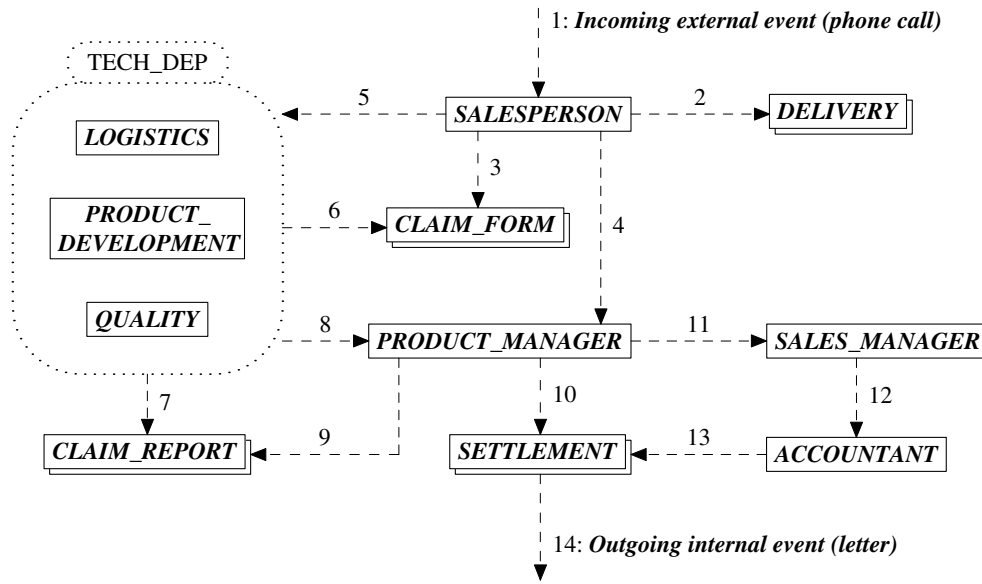 1: Incoming external event (phone call)
TECH_DEP
5
2
SALESPERSON
DELIVERY
LOGISTICS
3
PRODUCT_
DEVELOPMENT
6
CLAIM_FORM
4
QUALITY
8
PRODUCT_MANAGER
11
SALES_MANAGER
7
10
12
CLAIM_REPORT
9
SETTLEMENT
13
ACCOUNTANT
14: Outgoing internal event (letter)